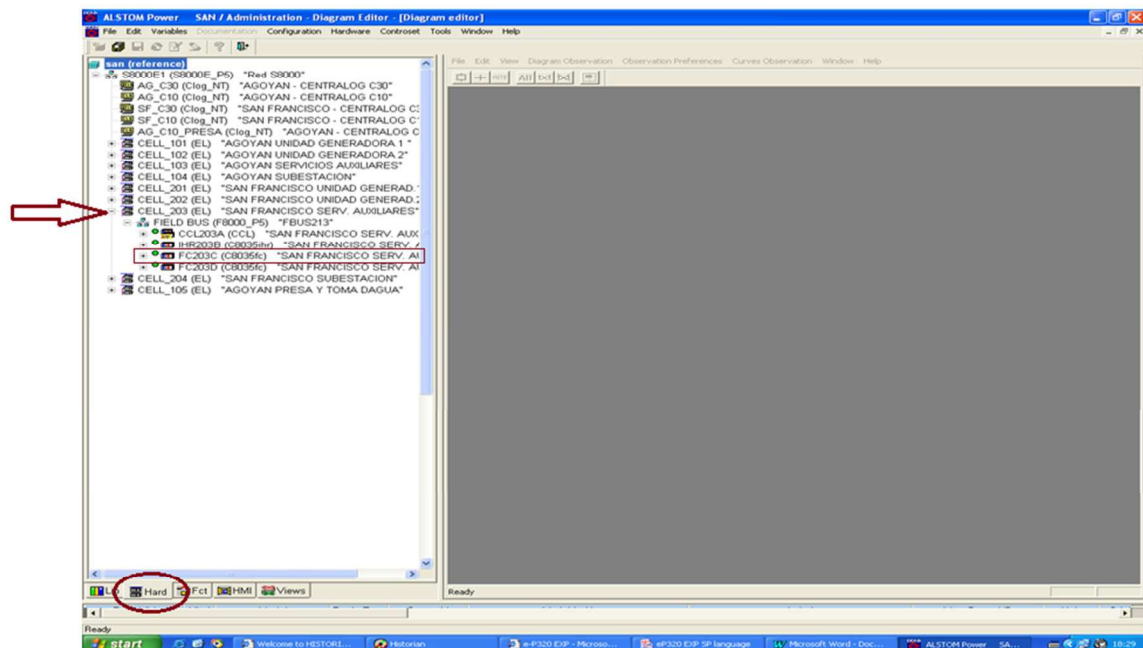 ALSTOM Power SAN / Administration - Diagram Editor - [Diagram editor]
File Edit Variables Documentation Configuration Hardware Controset Tools Window Help
san (reference)
S8000E1 (S8000E_P5) "Red S8000"
AG_C30 (Clog_NT) "AGOYAN - CENTRALOG C30"
AG_C10 (Clog_NT) "AGOYAN - CENTRALOG C10"
SF_C30 (Clog_NT) "SAN FRANCISCO - CENTRALOG C
SF_C10 (Clog_NT) "SAN FRANCISCO - CENTRALOG C
AG_C10_PRESA (Clog_NT) "AGOYAN - CENTRALOG C
CELL_101 (EL) "AGOYAN UNIDAD GENERADORA 1 "
CELL_102 (EL) "AGOYAN UNIDAD GENERADORA 2"
CELL_103 (EL) "AGOYAN SERVICIOS AUXILIARES"
CELL_104 (EL) "AGOYAN SUBESTACION"
CELL_201 (EL) "SAN FRANCISCO UNIDAD GENERAD.
CELL_202 (EL) "SAN FRANCISCO UNIDAD GENERAD.2
CELL_203 (EL) "SAN FRANCISCO SERV. AUXILIARES"
FIELD BUS (F8000_P5) "FBUS213"
CCL203A (CCL) "SAN FRANCISCO SERV. AUX
IHR203B (C8035ihr) "SAN FRANCISCO SERV. A
FC203C (C8035fc) "SAN FRANCISCO SERV. AU
FC203D (C8035fc) "SAN FRANCISCO SERV. AU
CELL_204 (EL) "SAN FRANCISCO SUBESTACION"
CELL_105 (EL) "AGOYAN PRESA Y TOMA DAGUA"
File Edit View Diagram Observation Observation Preferences Curves Observation Window Help
All
Hard Fct HMI Views
Ready
Ready
start Welcome to HISTORI... Historian e-P320 EXP - Microso... eP320 EXP SP language Microsoft Word - Doc... ALSTOM Power SA... 18:29